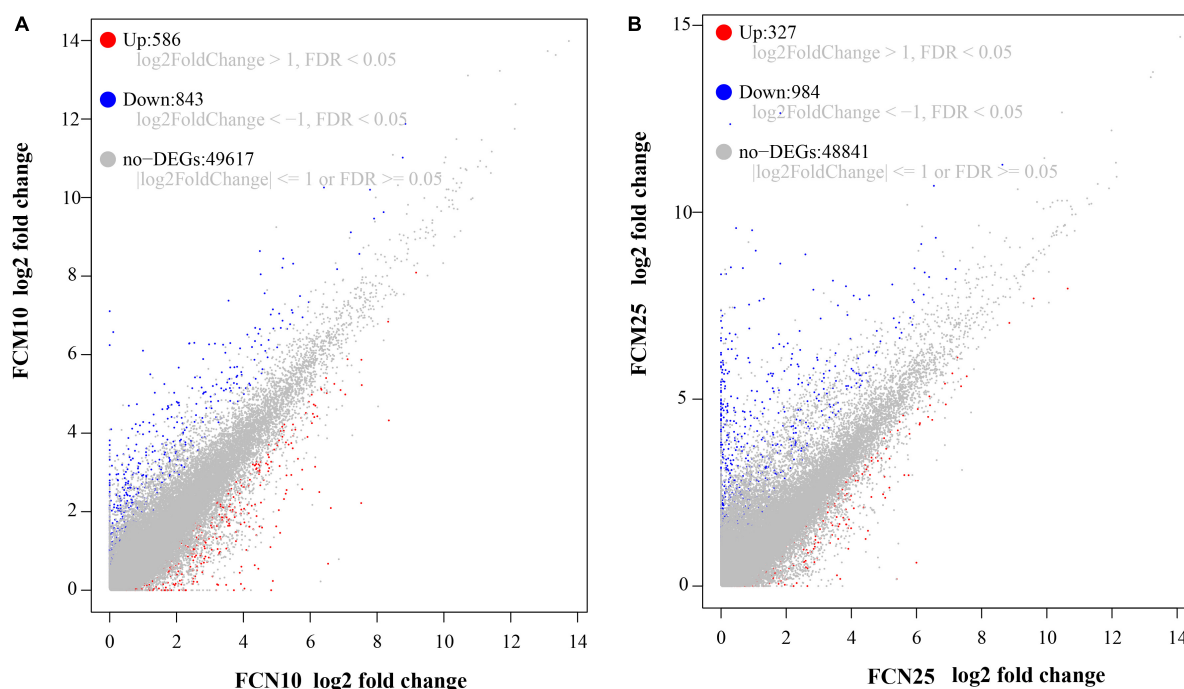 A
Up:586
log2FoldChange > 1, FDR < 0.05
Down:843
log2FoldChange < −1, FDR < 0.05
no−DEGs:49617
|log2FoldChange| <= 1 or FDR >= 0.05
FCM10 log2 fold change
14
12
10
8
6
4
2
0
0 2 4 6 8 10 12 14
FCN10 log2 fold change
B
Up:327
log2FoldChange > 1, FDR < 0.05
Down:984
log2FoldChange < −1, FDR < 0.05
no−DEGs:48841
|log2FoldChange| <= 1 or FDR >= 0.05
FCM25 log2 fold change
15
10
5
0
0 2 4 6 8 10 12 14
FCN25 log2 fold change